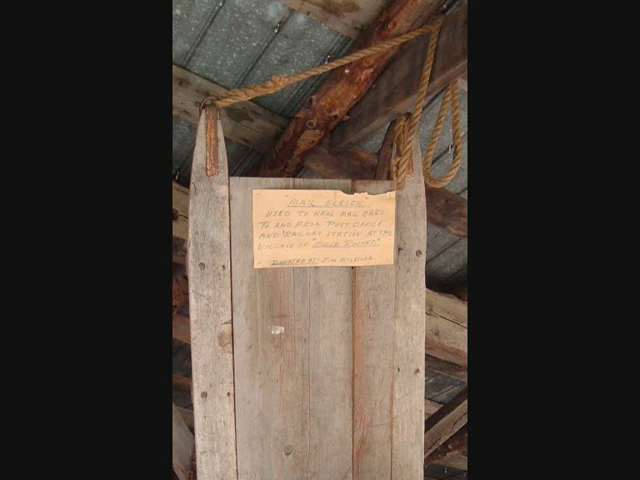 "MAIL SLEIGH"
USED TO HAUL MAIL BAGS
TO AND FROM POST OFFICE
AND RAILWAY STATION AT THE
VILLAGE OF
DONATED BY: JIM